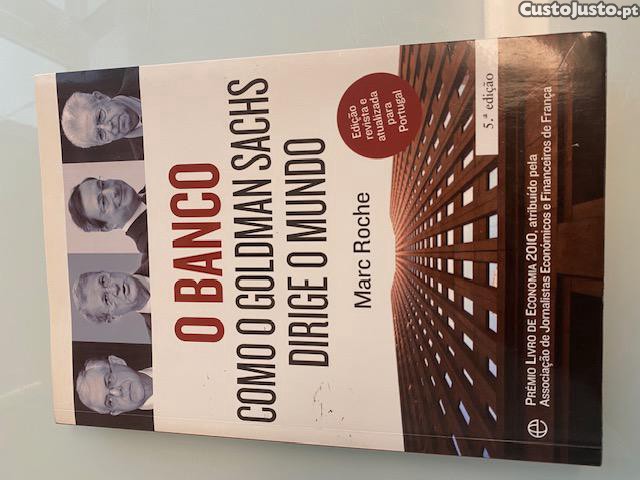 CustoJusto.pt
O BANCO
COMO O GOLDMAN SACHS
DIRIGE O MUNDO
Marc Roche
Edição
revista e
atualizada
para
Portugal
5.ª edição
PRÉMIO LIVRO DE ECONOMIA 2010, atribuído pela
Associação de Jornalistas Económicos e Financeiros de França